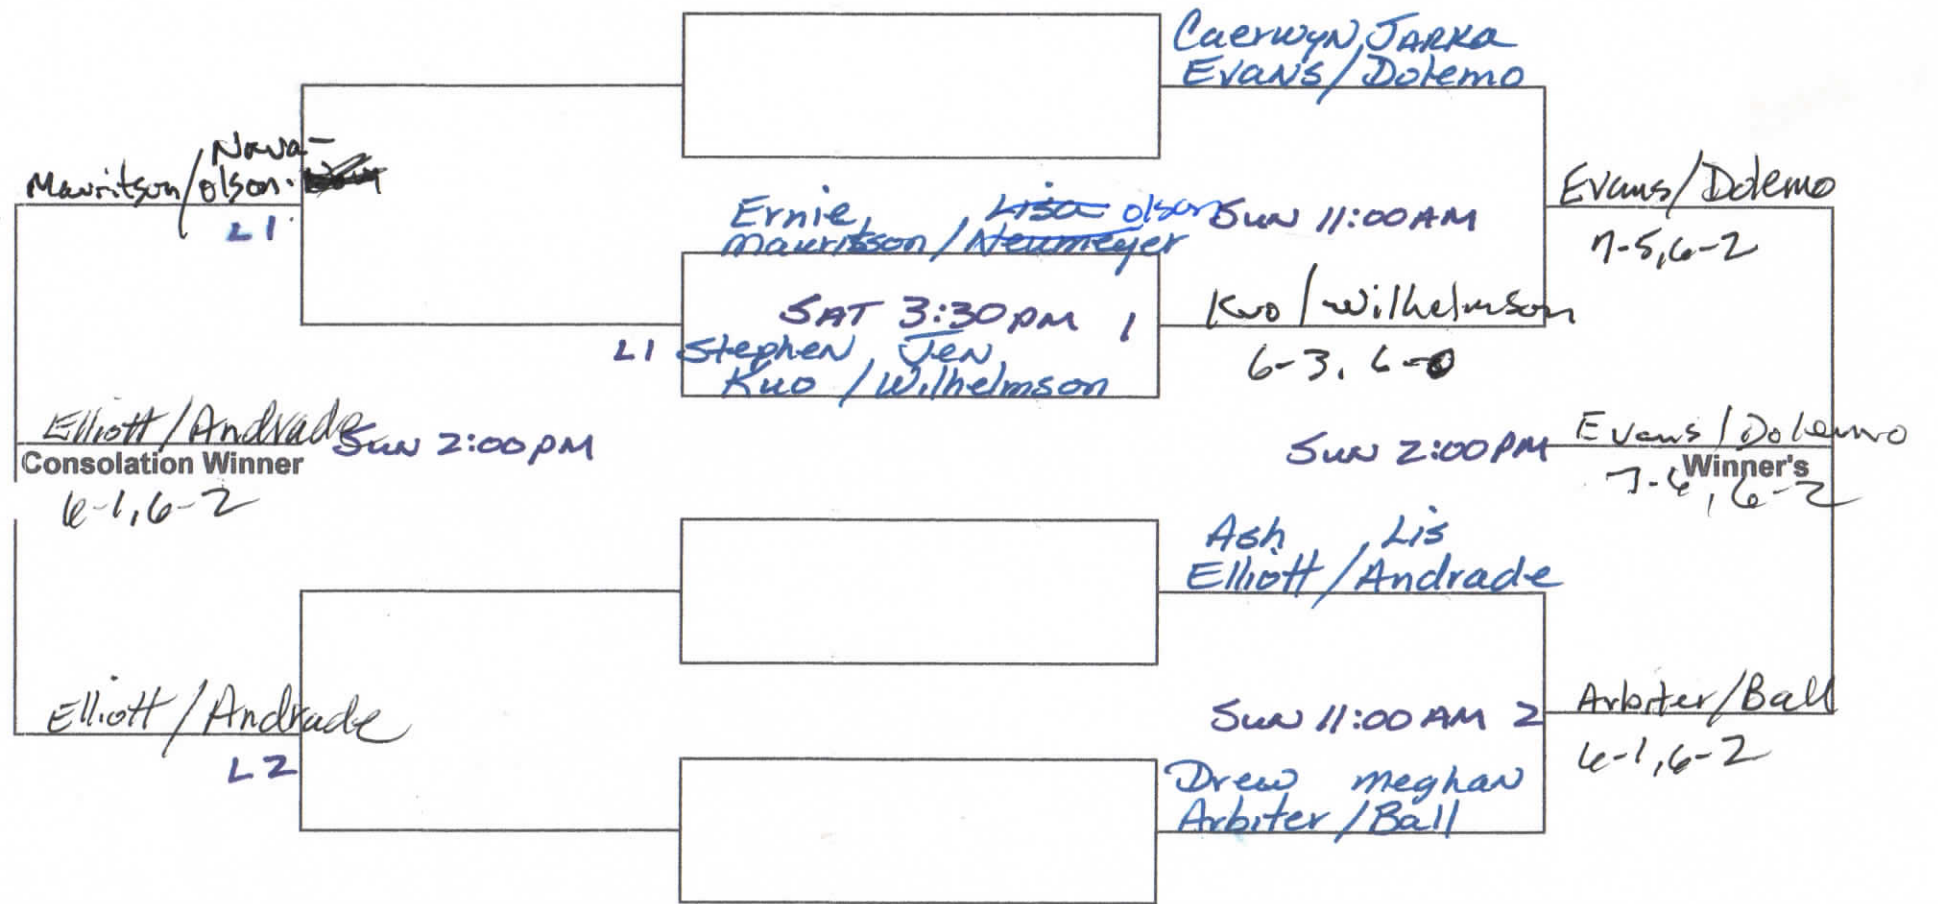 Caerwyn, JARKA
Evans/Dolemo
Nava-
Mauritson/Olson.
L1
Evans/Dolemo
7-5, 6-2
Ernie, , Lisa olson
Mauritson/Neumeyer
SUN 11:00AM
SAT 3:30PM 1
Kuo/Wilhelmson
6-3, 6-0
L1 Stephen, Jen,
Kuo/Wilhelmson
Elliott/Andrade
Consolation Winner
6-1, 6-2
SUN 2:00PM
SUN 2:00PM
Evans/Dolemo
Winner's
7-6, 6-2
Ash, Lis
Elliott/Andrade
Elliott/Andrade
L2
SUN 11:00AM 2
Arbiter/Ball
6-1, 6-2
Drew Meghan
Arbiter/Ball